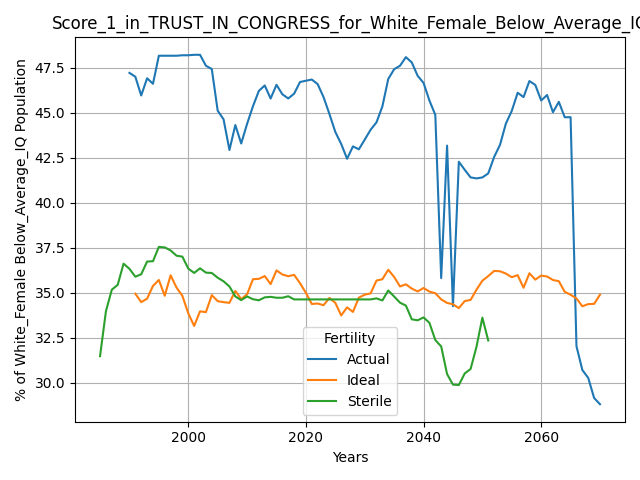 Score_1_in_TRUST_IN_CONGRESS_for_White_Female_Below_Average_IQ
% of White_Female Below_Average_IQ Population
47.5
45.0
42.5
40.0
37.5
35.0
32.5
30.0
Fertility
Actual
Ideal
Sterile
2000 2020 2040 2060
Years